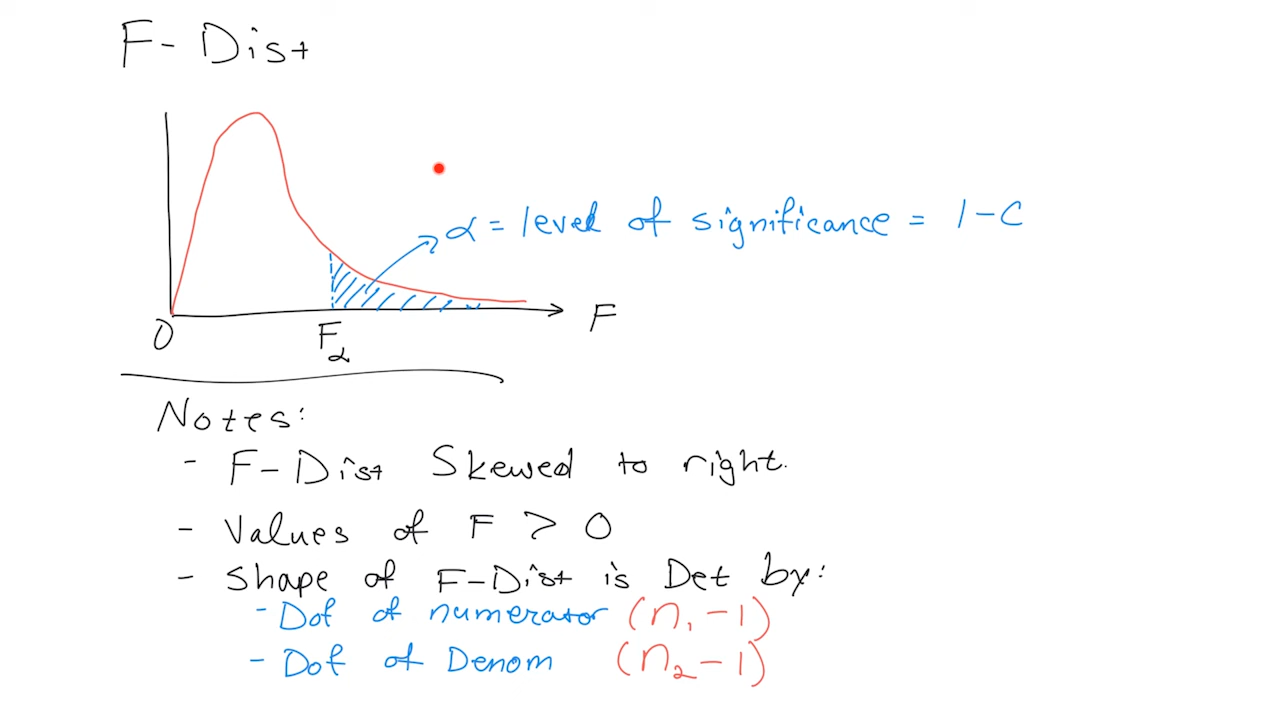 F- Dist
α = level of significance = 1 - C
F
0
Fα
Notes:
- F-Dist Skewed to right.
- Values of F > 0
- Shape of F-Dist is Det by:
- Dof of numerator (n₁ - 1)
- Dof of Denom (n₂ - 1)